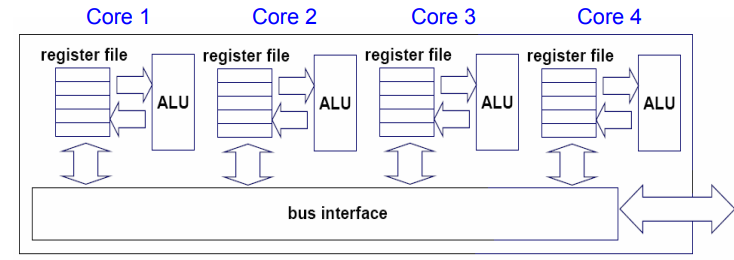 Core 1 Core 2 Core 3 Core 4
register file register file register file register file
ALU ALU ALU ALU
bus interface